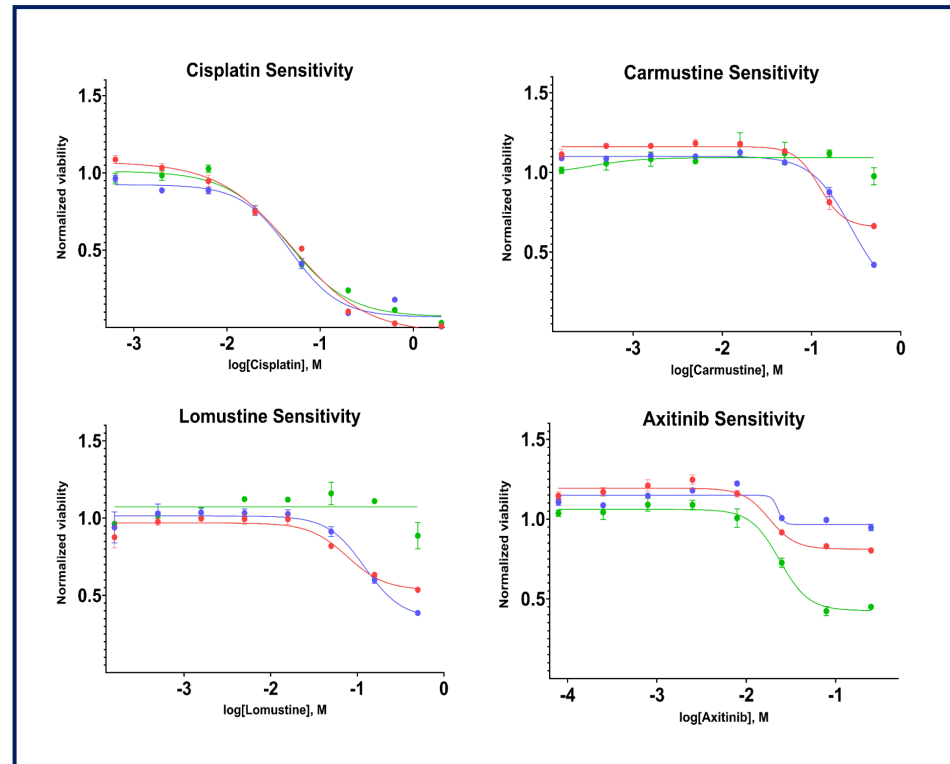 Cisplatin Sensitivity
1.5
1.0
0.5
Normalized viability
-3
-2
-1
0
log[Cisplatin], M
Carmustine Sensitivity
1.5
1.0
0.5
Normalized viability
-3
-2
-1
0
log[Carmustine], M
Lomustine Sensitivity
1.5
1.0
0.5
Normalized viability
-3
-2
-1
0
log[Lomustine], M
Axitinib Sensitivity
1.5
1.0
0.5
Normalized viability
-4
-3
-2
-1
log[Axitinib], M